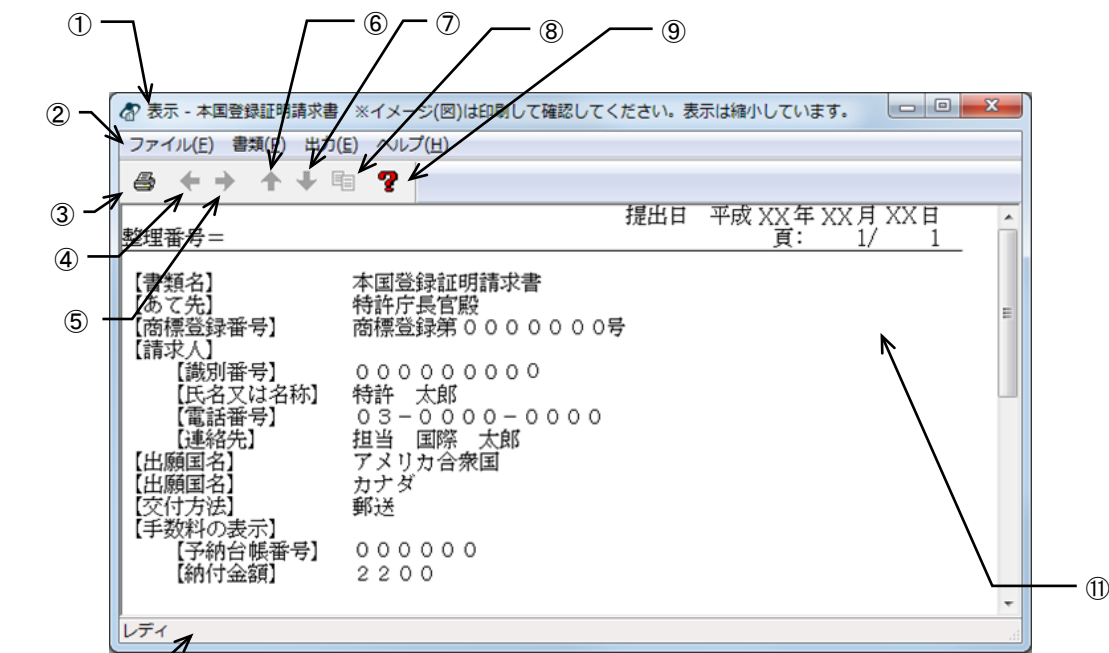 ① ⑥ ⑦ ⑧ ⑨
② 表示 - 本国登録証明請求書 ※イメージ(図)は印刷して確認してください。表示は縮小しています。
ファイル(F) 書類(P) 出力(E) ヘルプ(H)
③
提出日 平成 XX年 XX月 XX日
整理番号＝ 頁: 1/ 1
④
【書類名】 本国登録証明請求書
【あて先】 特許庁長官殿
⑤ 【商標登録番号】 商標登録第０００００００号
【請求人】
【識別番号】 ０００００００００
【氏名又は名称】 特許 太郎
【電話番号】 ０３－００００－００００
【連絡先】 担当 国際 太郎
【出願国名】 アメリカ合衆国
【出願国名】 カナダ
【交付方法】 郵送
【手数料の表示】
【予納台帳番号】 ００００００
【納付金額】 ２２００
⑪
レディ